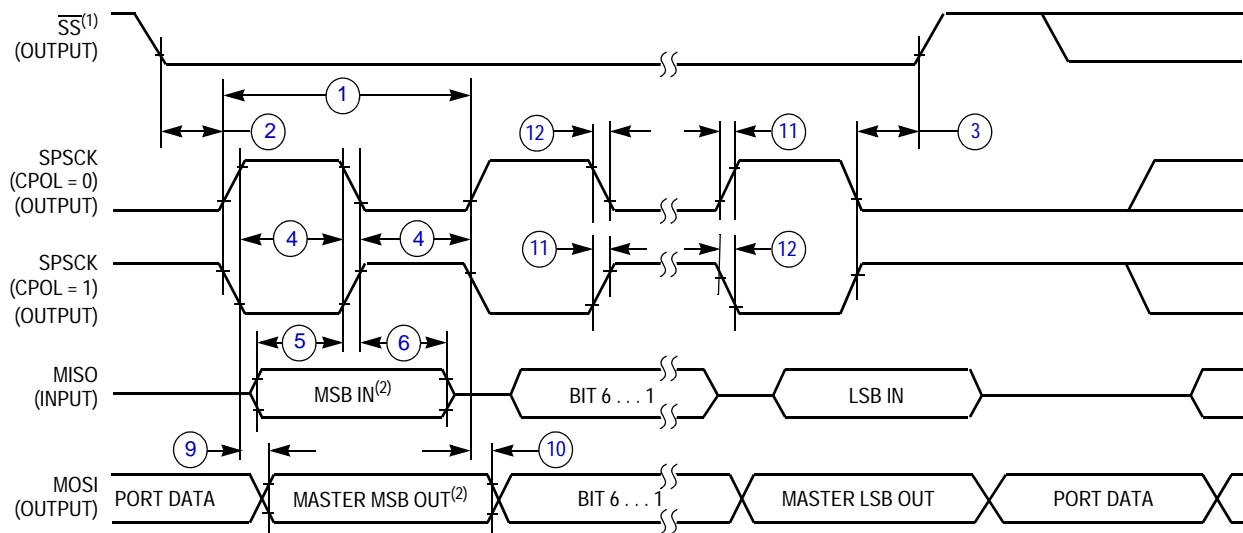 SS(1)
(OUTPUT)
1
2
12
11
3
SPSCK
(CPOL = 0)
(OUTPUT)
4
4
11
12
SPSCK
(CPOL = 1)
(OUTPUT)
5
6
MISO
(INPUT)
MSB IN(2)
BIT 6 . . . 1
LSB IN
9
10
MOSI
(OUTPUT)
PORT DATA
MASTER MSB OUT(2)
BIT 6 . . . 1
MASTER LSB OUT
PORT DATA